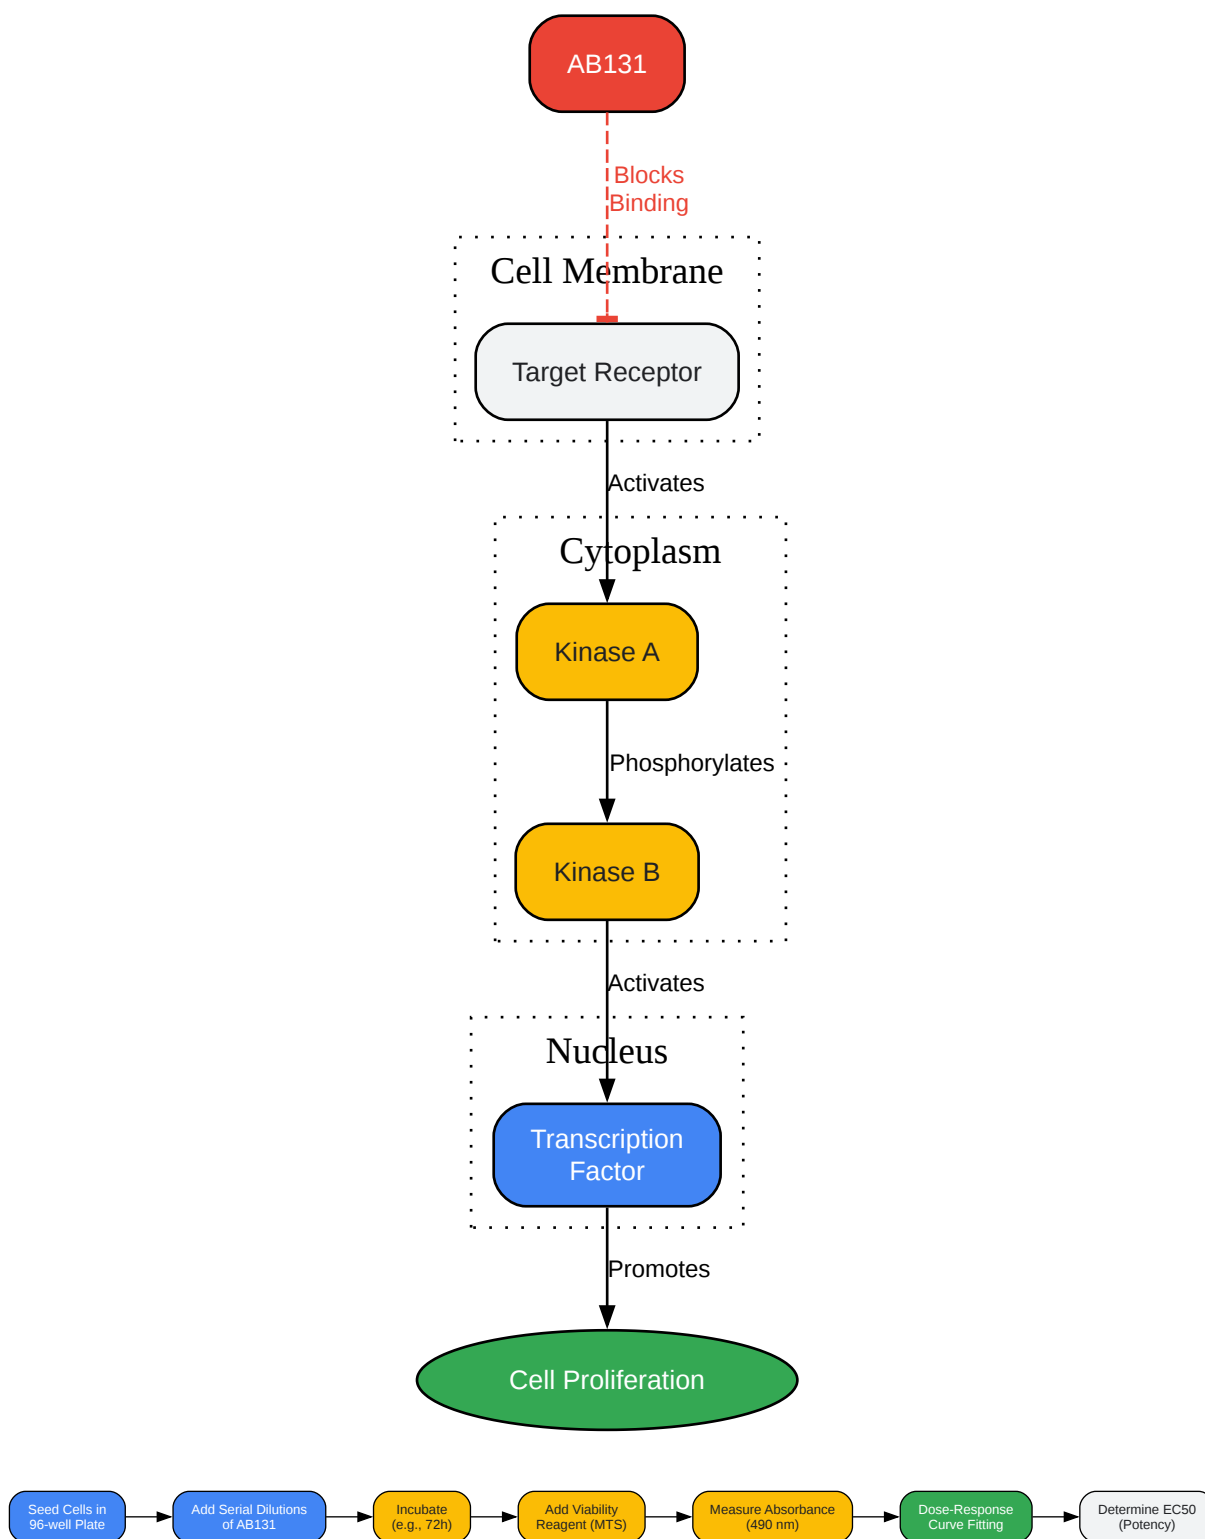 AB131
Blocks
Binding
Cell Membrane
Target Receptor
Activates
Cytoplasm
Kinase A
Phosphorylates
Kinase B
Activates
Nucleus
Transcription
Factor
Promotes
Cell Proliferation
Seed Cells in
96-well Plate
Add Serial Dilutions
of AB131
Incubate
(e.g., 72h)
Add Viability
Reagent (MTS)
Measure Absorbance
(490 nm)
Dose-Response
Curve Fitting
Determine EC50
(Potency)